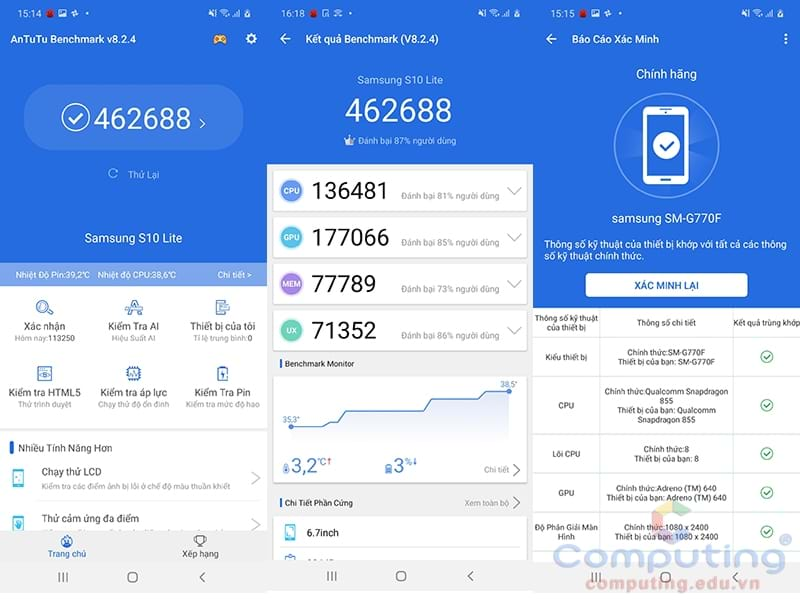 15:14
AnTuTu Benchmark v8.2.4
462688
Thử Lại
Samsung S10 Lite
Nhiệt Độ Pin:39,2℃ Nhiệt độ CPU:38,6℃ Chi tiết >
Xác nhận
Hôm nay:113250
Kiểm Tra AI
Hiệu Suất AI
Thiết bị của tôi
Tỉ lệ trung bình:0
Kiểm tra HTML5
Thử trình duyệt
Kiểm tra áp lực
Chạy thử độ ổn định
Kiểm Tra Pin
Kiểm tra mức độ hao
Nhiều Tính Năng Hơn
Chạy thử LCD
Kiểm tra các điểm ảnh bị lỗi ở chế độ màu thuần khiết
Thử cảm ứng đa điểm
Trang chủ
Xếp hạng
16:18
Kết quả Benchmark (V8.2.4)
Samsung S10 Lite
462688
Đánh bại 87% người dùng
CPU 136481 Đánh bại 81% người dùng
GPU 177066 Đánh bại 85% người dùng
MEM 77789 Đánh bại 73% người dùng
UX 71352 Đánh bại 86% người dùng
Benchmark Monitor
38,5°
35,3°
3,2℃↑
3%↓
Chi tiết
Chi Tiết Phần Cứng
Xem toàn bộ
6.7inch
15:15
Báo Cáo Xác Minh
Chính hãng
samsung SM-G770F
Thông số kỹ thuật của thiết bị khớp với tất cả các thông
số kỹ thuật chính thức.
XÁC MINH LẠI
Thông số kỹ thuật
của thiết bị
Thông số chi tiết
Kết quả trùng khớp
Kiểu thiết bị
Chính thức:SM-G770F
Thiết bị của bạn: SM-G770F
CPU
Chính thức:Qualcomm Snapdragon
855
Thiết bị của bạn: Qualcomm
Snapdragon 855
Lõi CPU
Chính thức:8
Thiết bị của bạn: 8
GPU
Chính thức:Adreno (TM) 640
Thiết bị của bạn: Adreno (TM) 640
Độ Phân Giải Màn
Hình
Chính thức:1080 x 2400
Thiết bị của bạn: 1080 x 2400
Computing
computing.edu.vn